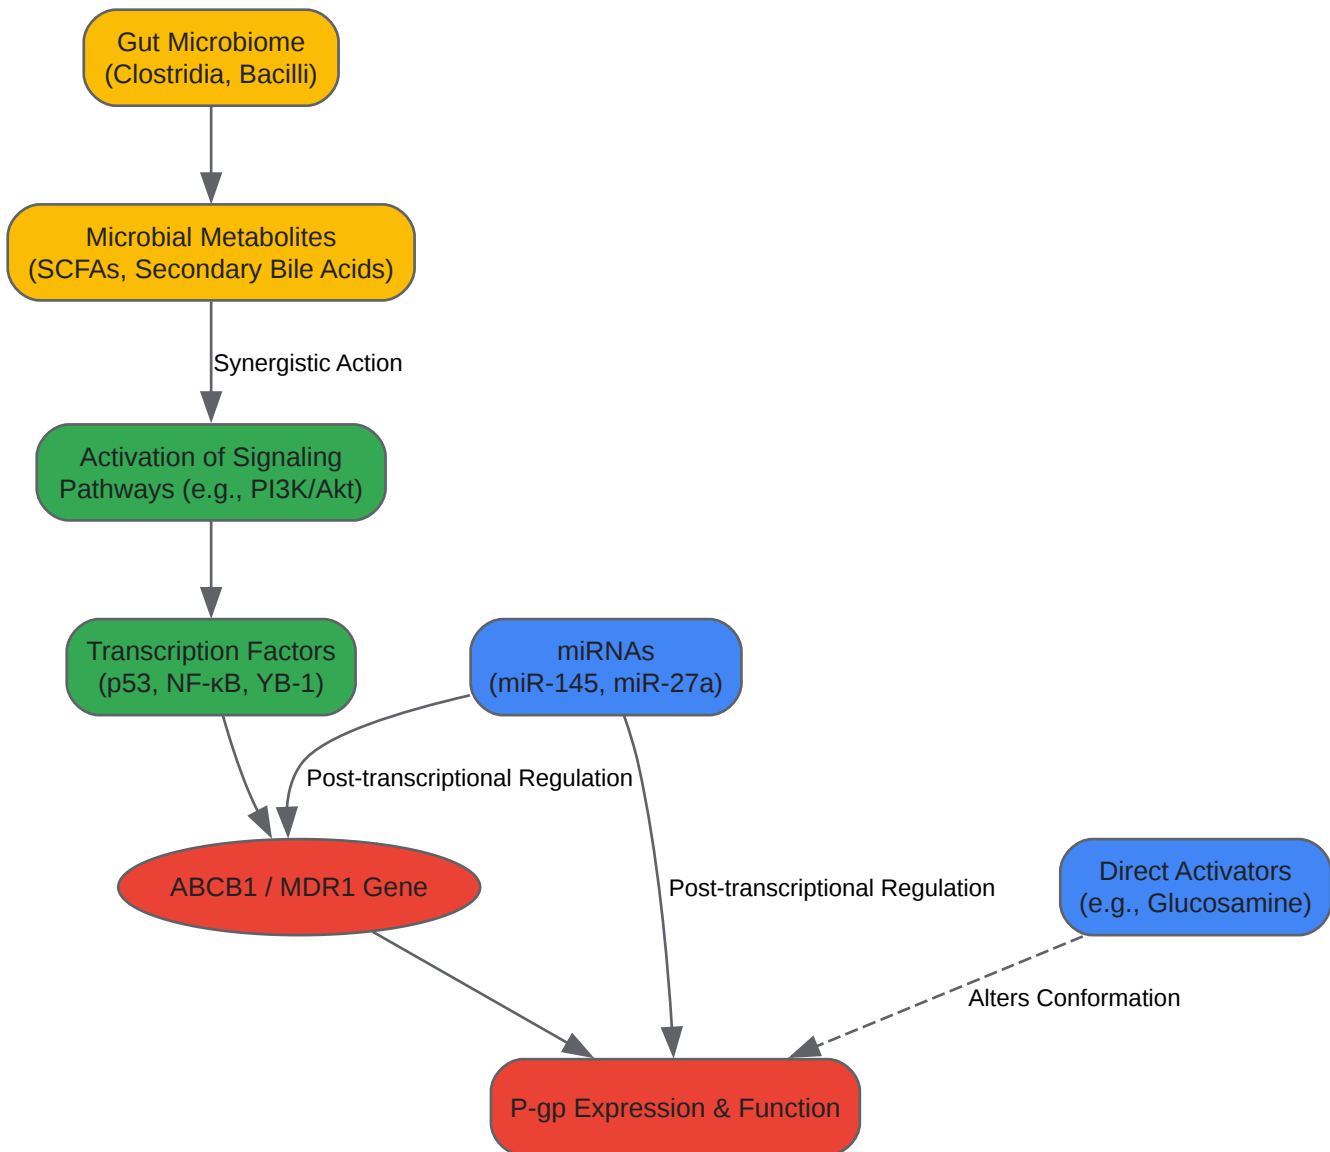 Gut Microbiome
(Clostridia, Bacilli)
Microbial Metabolites
(SCFAs, Secondary Bile Acids)
Synergistic Action
Activation of Signaling
Pathways (e.g., PI3K/Akt)
Transcription Factors
(p53, NF-κB, YB-1)
miRNAs
(miR-145, miR-27a)
Post-transcriptional Regulation
ABCB1 / MDR1 Gene
Post-transcriptional Regulation
Direct Activators
(e.g., Glucosamine)
Alters Conformation
P-gp Expression & Function